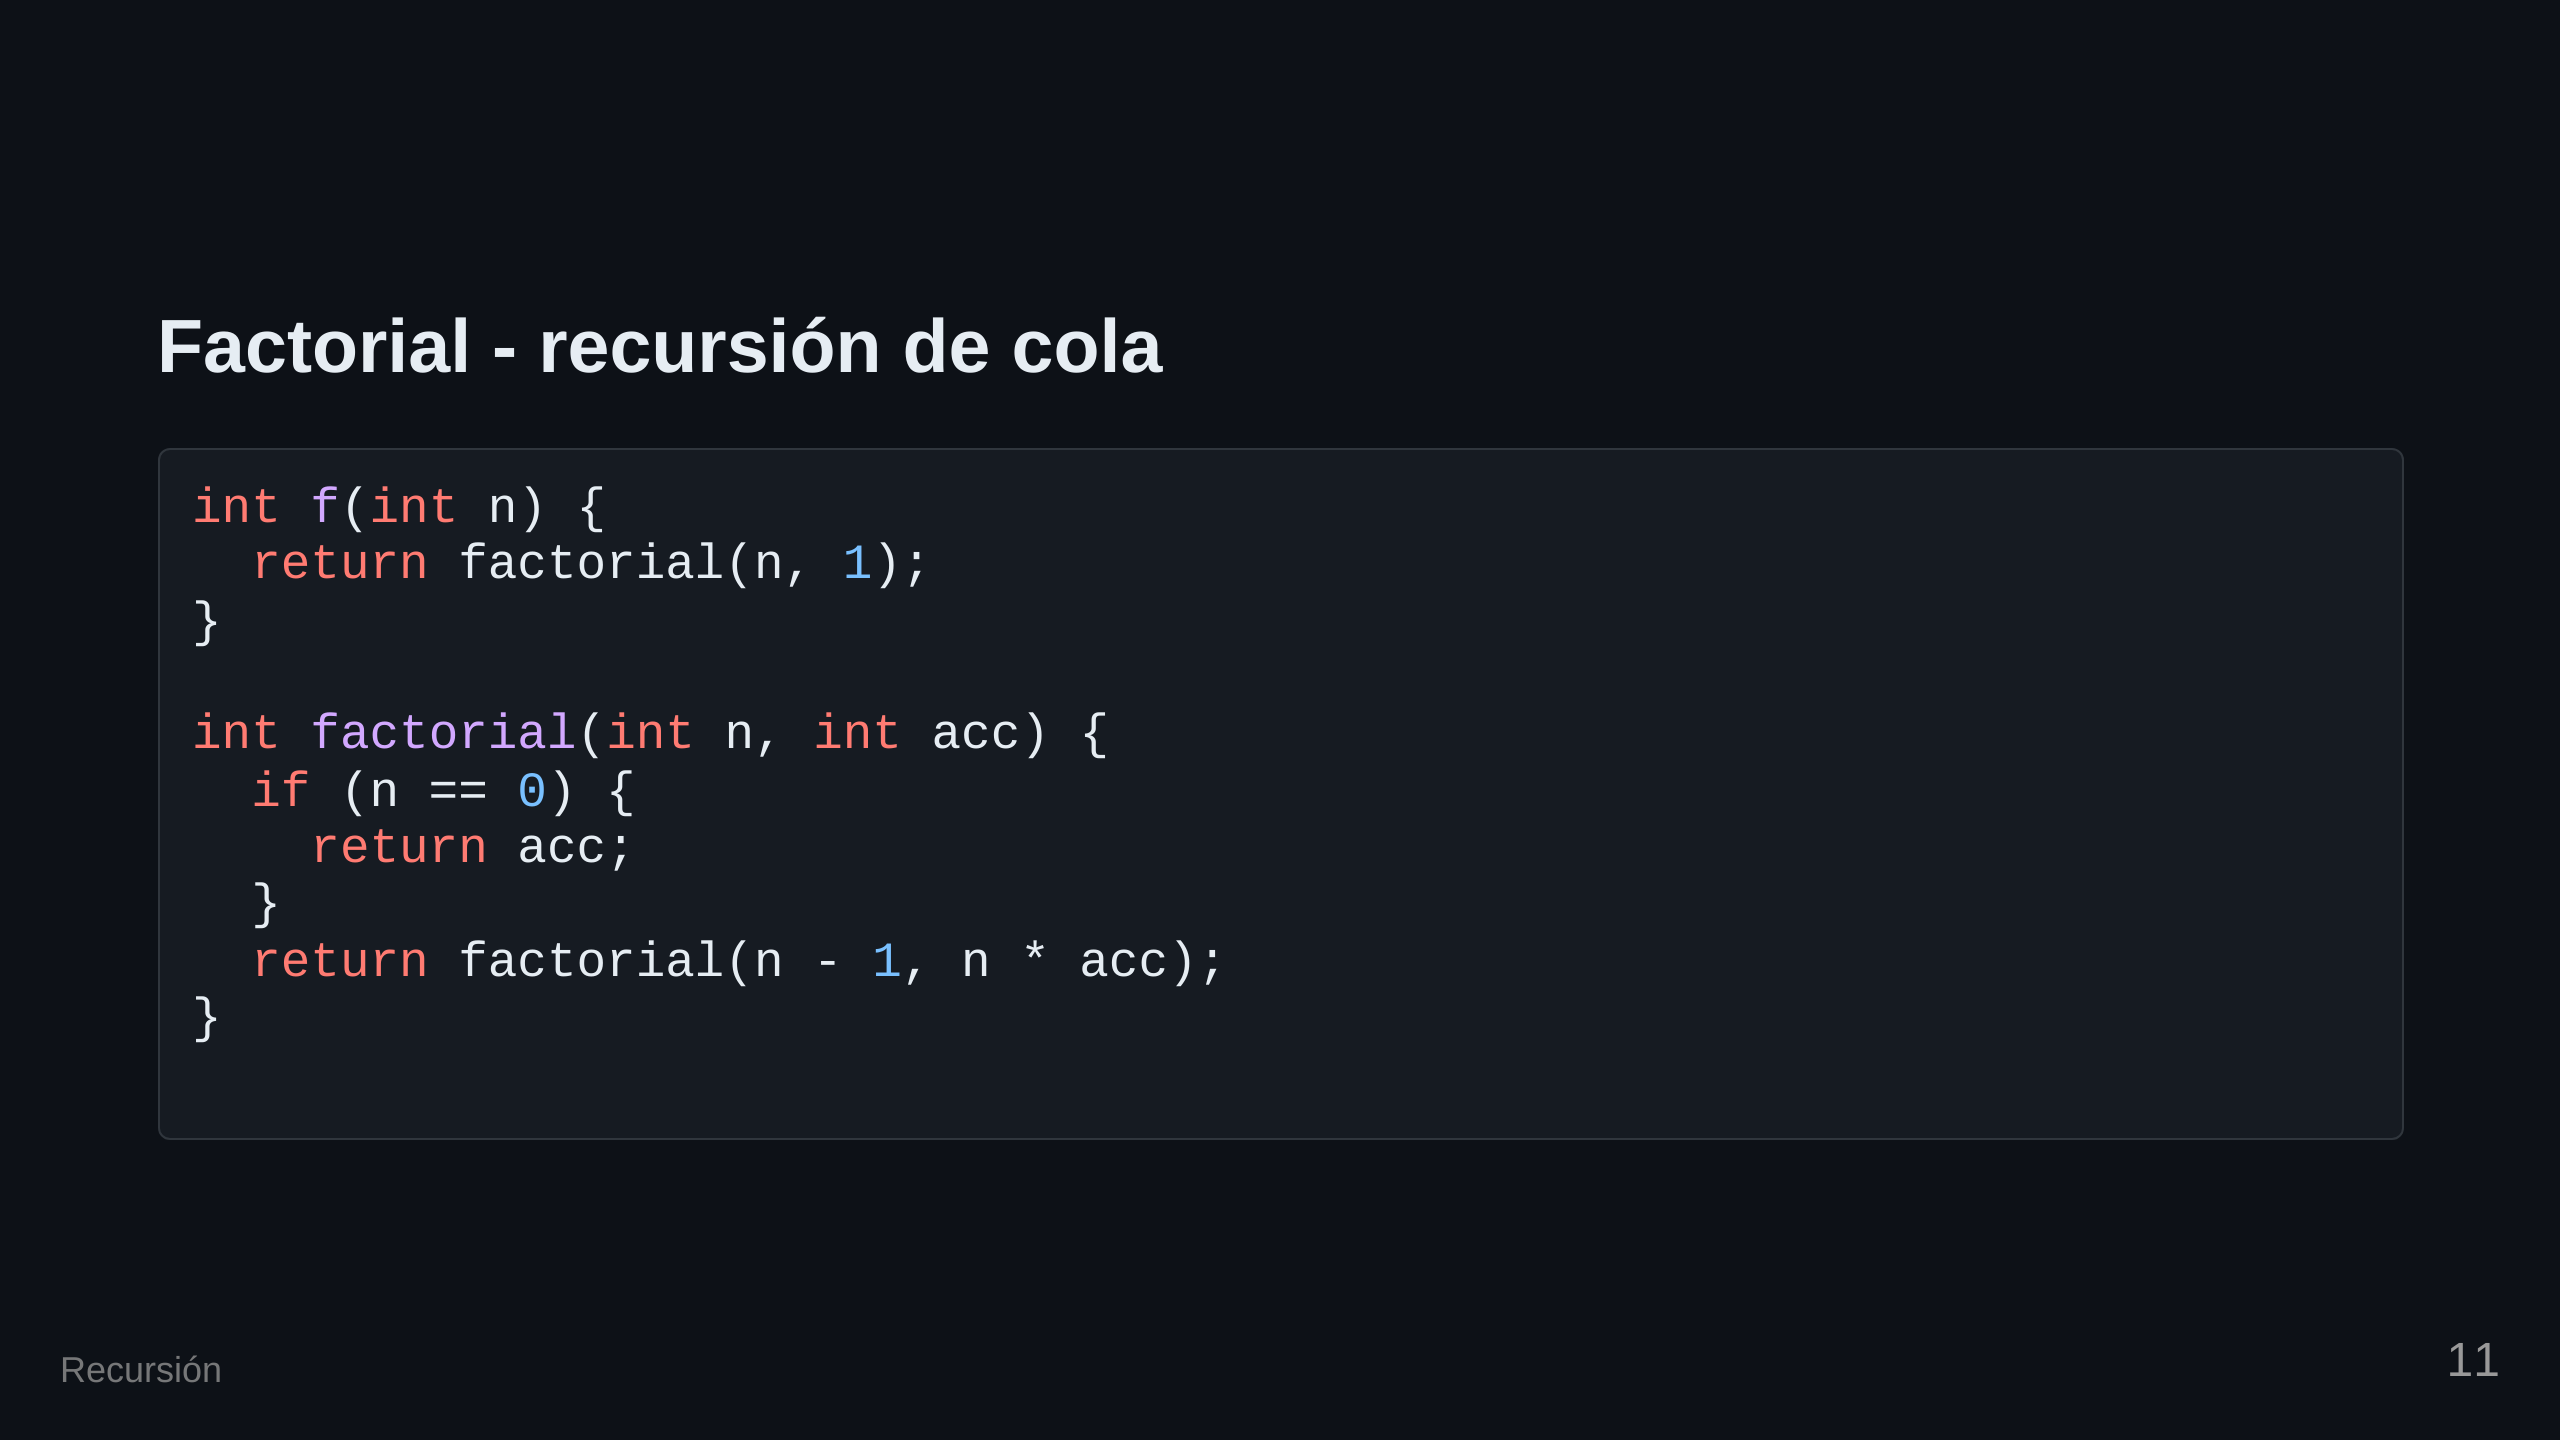 Factorial - recursión de cola
int f(int n) {
  return factorial(n, 1);
}

int factorial(int n, int acc) {
  if (n == 0) {
    return acc;
  }
  return factorial(n - 1, n * acc);
}
Recursión
11